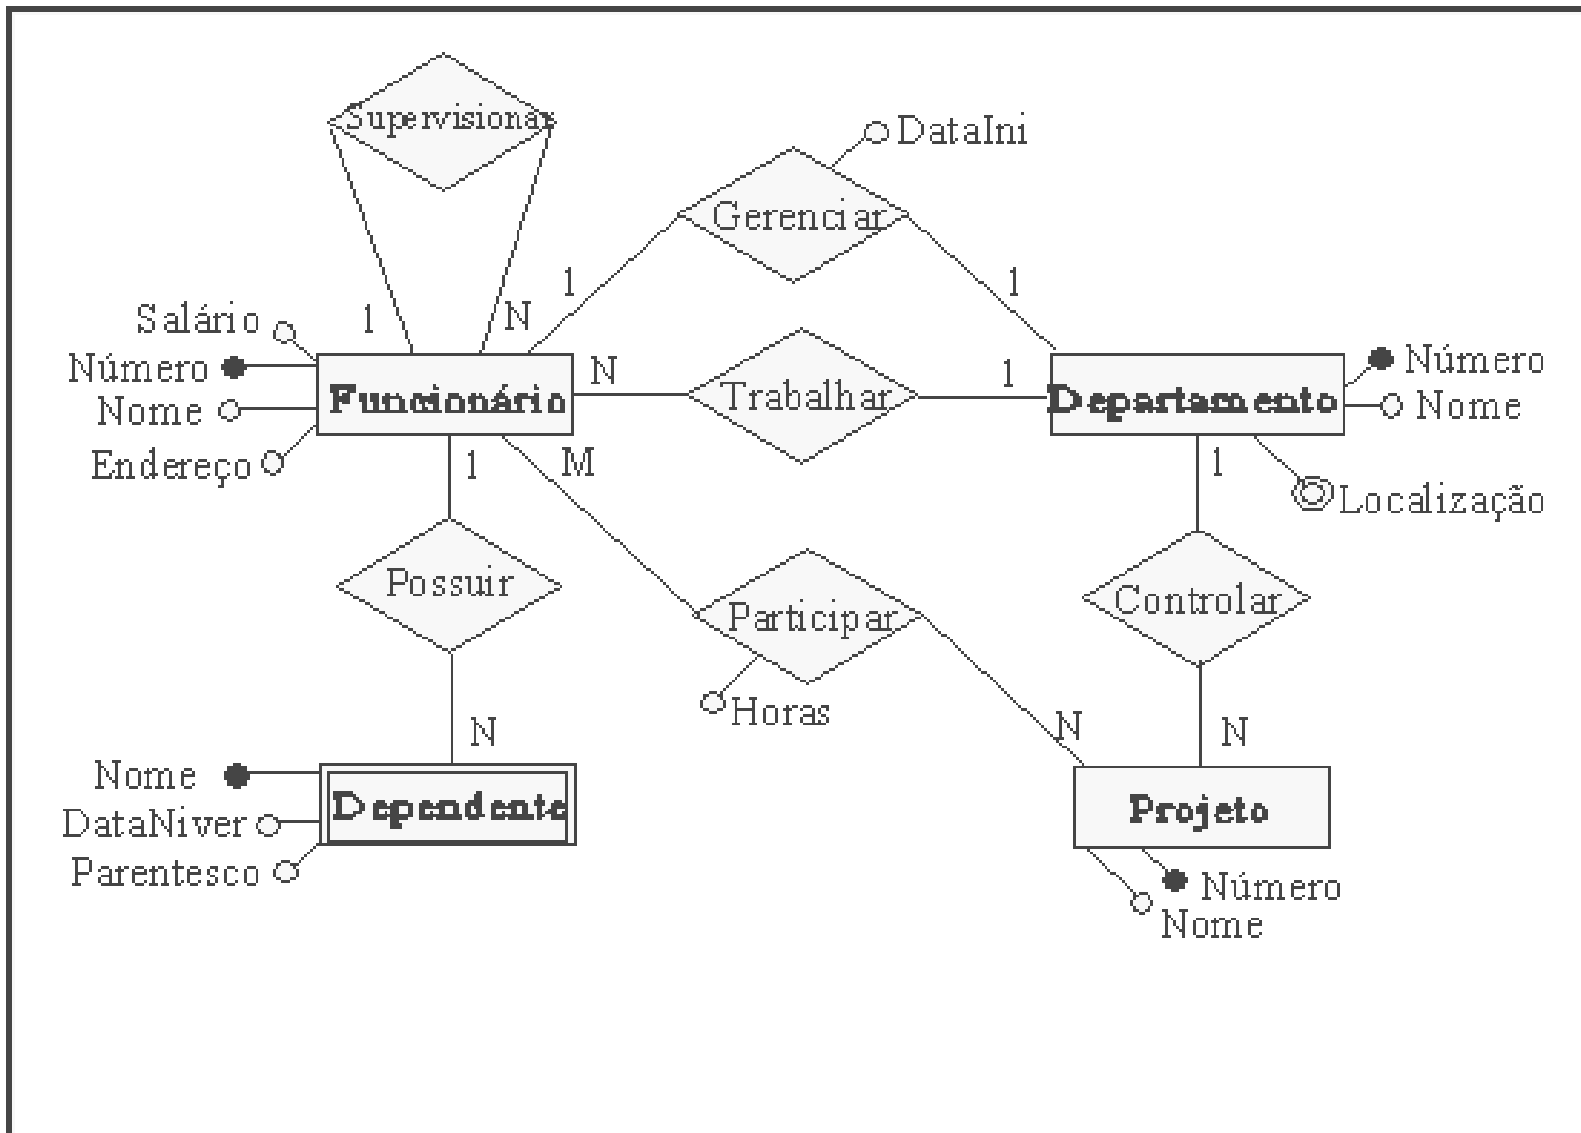 Supervisionar
DataIni
Gerenciar
1
1
1
N
Salário
Número
Nome
Endereço
Funcionário
N
Trabalhar
1
Departamento
Número
Nome
Localização
1
M
1
Possuir
Participar
Controlar
Horas
N
N
N
Nome
DataNiver
Parentesco
Dependente
Projeto
Número
Nome